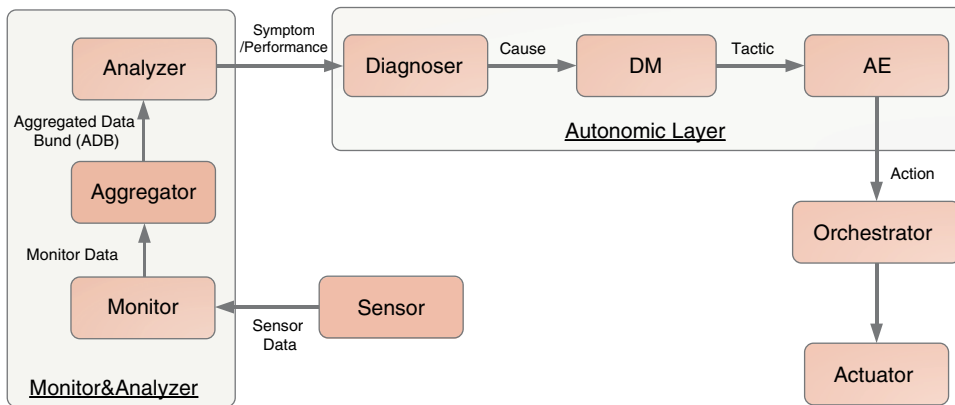 Symptom
/Performance
Analyzer
Diagnoser
Cause
DM
Tactic
AE
Autonomic Layer
Aggregated Data
Bund (ADB)
Aggregator
Action
Orchestrator
Monitor Data
Monitor
Sensor
Sensor
Data
Actuator
Monitor&Analyzer